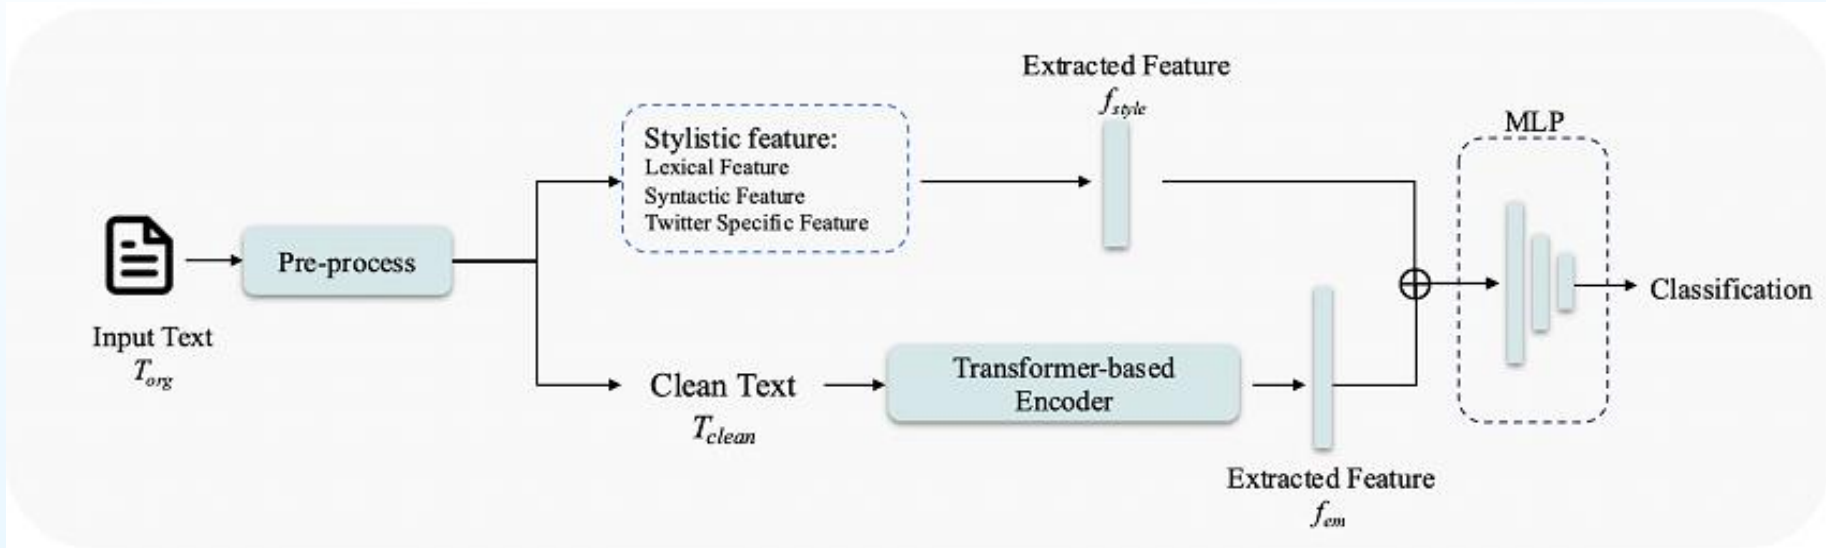 Input Text
T_org
Pre-process
Stylistic feature:
Lexical Feature
Syntactic Feature
Twitter Specific Feature
Extracted Feature
f_style
Clean Text
T_clean
Transformer-based
Encoder
Extracted Feature
f_em
MLP
Classification